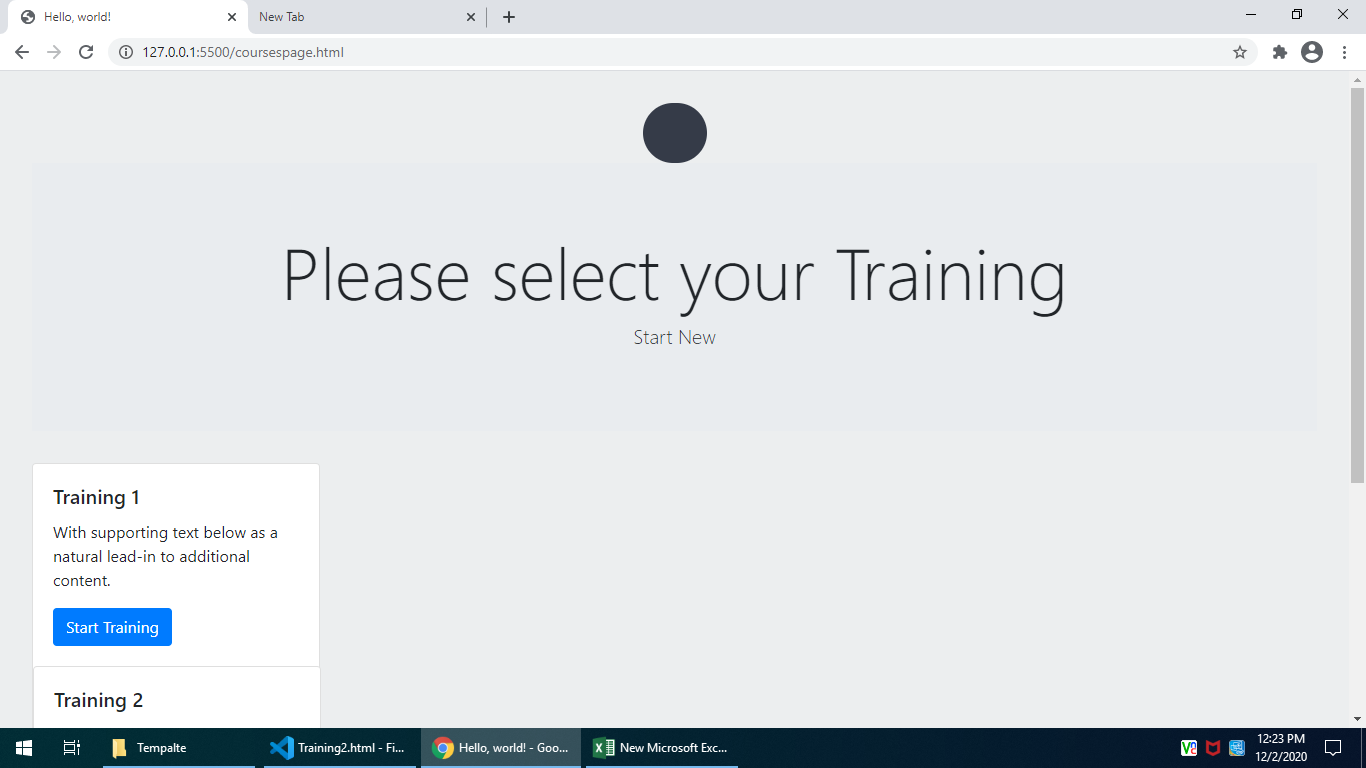 Hello, world!
New Tab
127.0.0.1:5500/coursespage.html
Please select your Training
Start New
Training 1
With supporting text below as a
natural lead-in to additional
content.
Start Training
Training 2
Tempalte
Training2.html - Fi...
Hello, world! - Goo...
New Microsoft Exc...
12:23 PM
12/2/2020